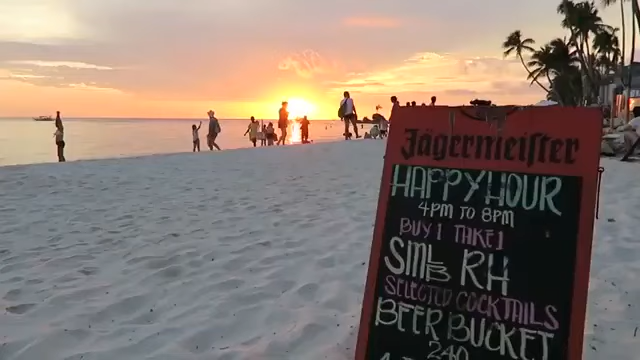 Jägermeister
HAPPY HOUR
4PM TO 8PM
BUY 1 TAKE 1
SMB RH
SELECTED COCKTAILS
BEER BUCKET
240